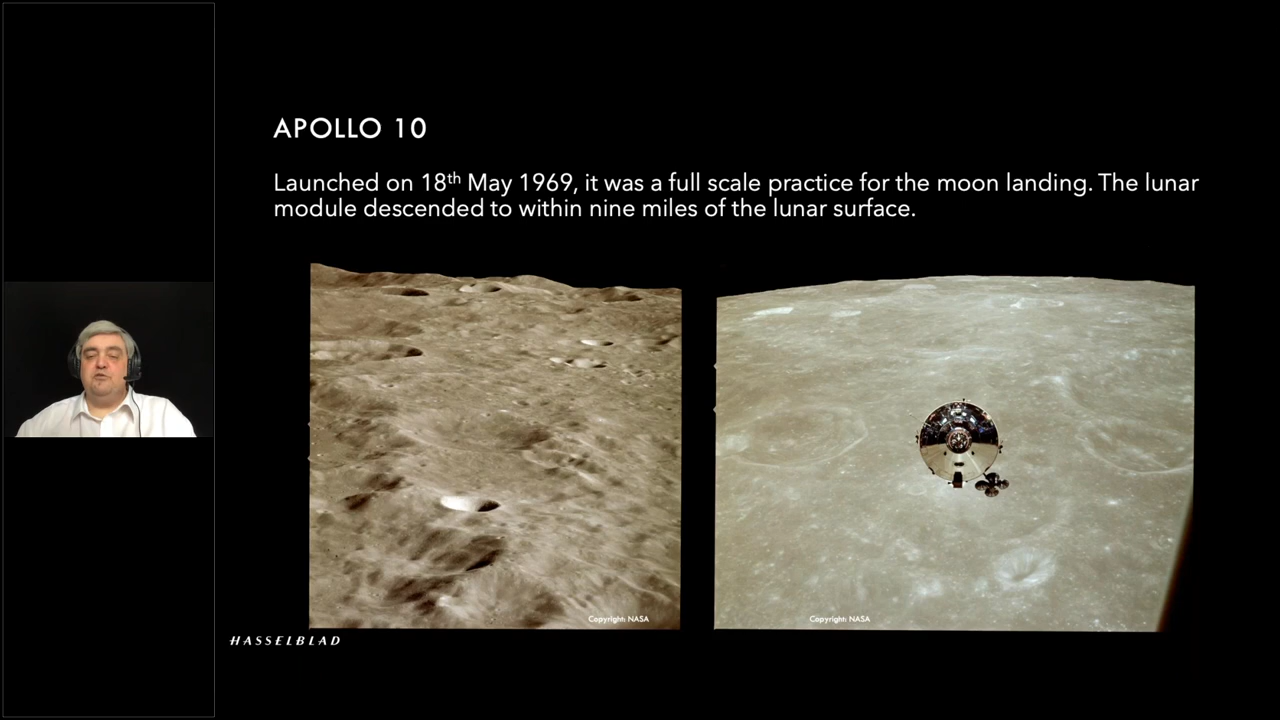 APOLLO 10
Launched on 18th May 1969, it was a full scale practice for the moon landing. The lunar
module descended to within nine miles of the lunar surface.
Copyright: NASA
Copyright: NASA
HASSELBLAD